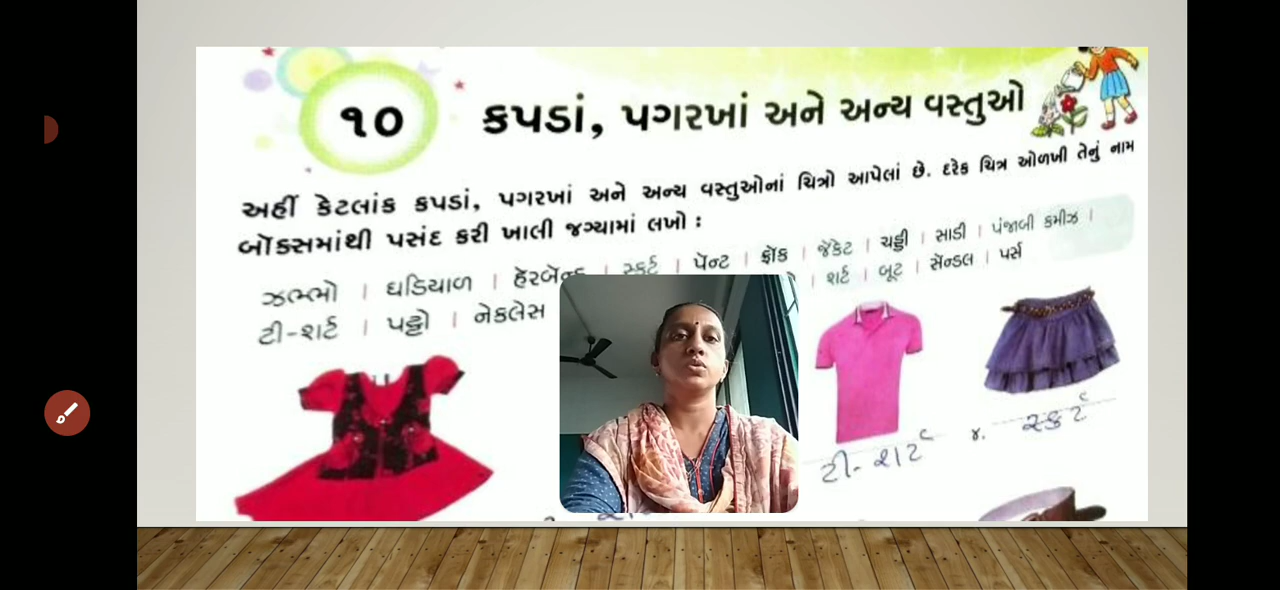 ૧૦ કપડાં, પગરખાં અને અન્ય વસ્તુઓ
અહીં કેટલાંક કપડાં, પગરખાં અને અન્ય વસ્તુઓનાં ચિત્રો આપેલાં છે. દરેક ચિત્ર ઓળખી તેનું નામ
બૉક્સમાંથી પસંદ કરી ખાલી જગ્યામાં લખો :
ઝભ્ભો | ઘડિયાળ | સ્કર્ટ | પૅન્ટ | ફ્રૉક | જૅકેટ | ચડ્ડી | સાડી | પંજાબી કમીઝ |
ટી-શર્ટ | પટ્ટો | નેકલેસ | શર્ટ | બૂટ | સૅન્ડલ | પર્સ
ટી-શર્ટ ૪. સ્કર્ટ